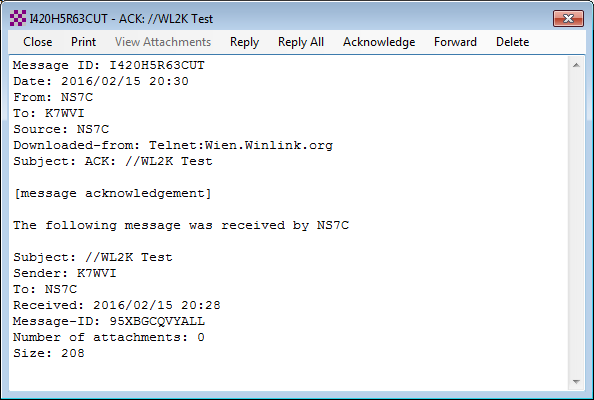 I420H5R63CUT - ACK: //WL2K Test
Close Print View Attachments Reply Reply All Acknowledge Forward Delete
Message ID: I420H5R63CUT
Date: 2016/02/15 20:30
From: NS7C
To: K7WVI
Source: NS7C
Downloaded-from: Telnet:Wien.Winlink.org
Subject: ACK: //WL2K Test
[message acknowledgement]
The following message was received by NS7C
Subject: //WL2K Test
Sender: K7WVI
To: NS7C
Received: 2016/02/15 20:28
Message-ID: 95XBGCQVYALL
Number of attachments: 0
Size: 208